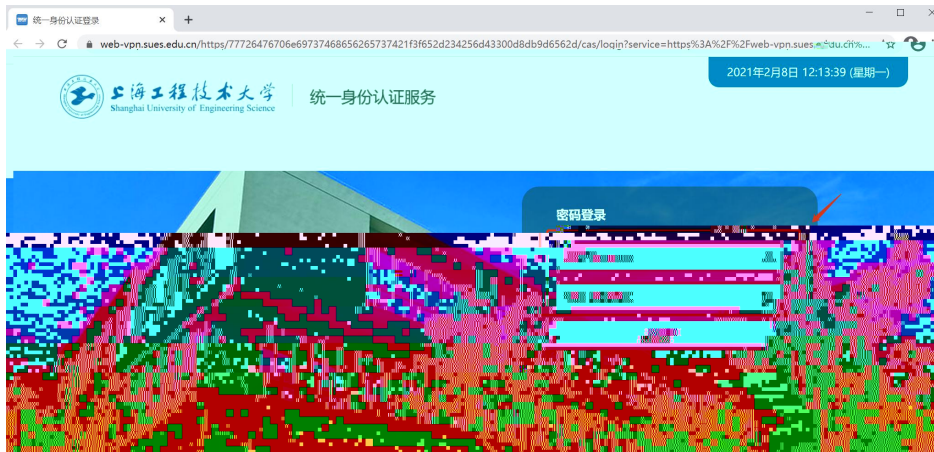 统一身份认证登录
web-vpn.sues.edu.cn/https/77726476706e69737468656265737421f3f652d234256d43300d8db9d6562d/cas/login?service=https%3A%2F%2Fweb-vpn.sues.edu.cn%...
2021年2月8日 12:13:39 (星期一)
上海工程技术大学
Shanghai University of Engineering Science
统一身份认证服务
密码登录